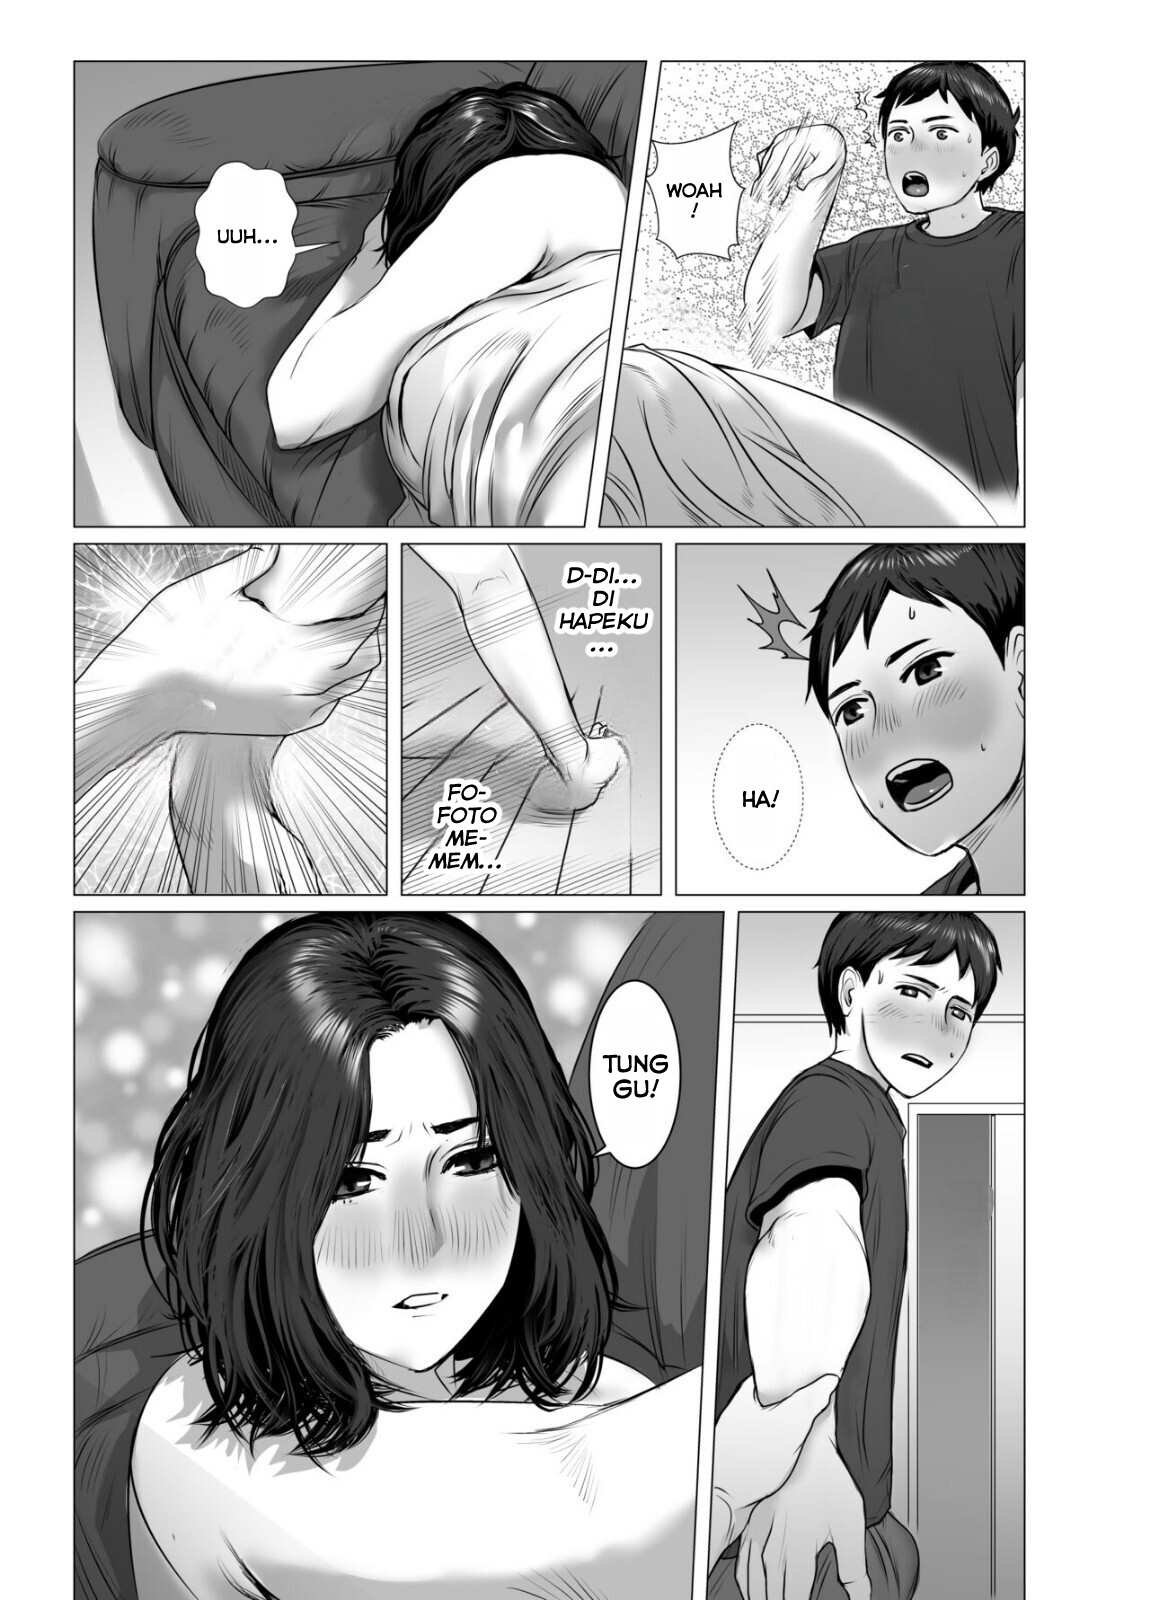 WOAH
!
UUH...
HA!
D-DI...
DI
HAPEKU
...
FO-
FOTO
ME-
MEM...
TUNG
GU!